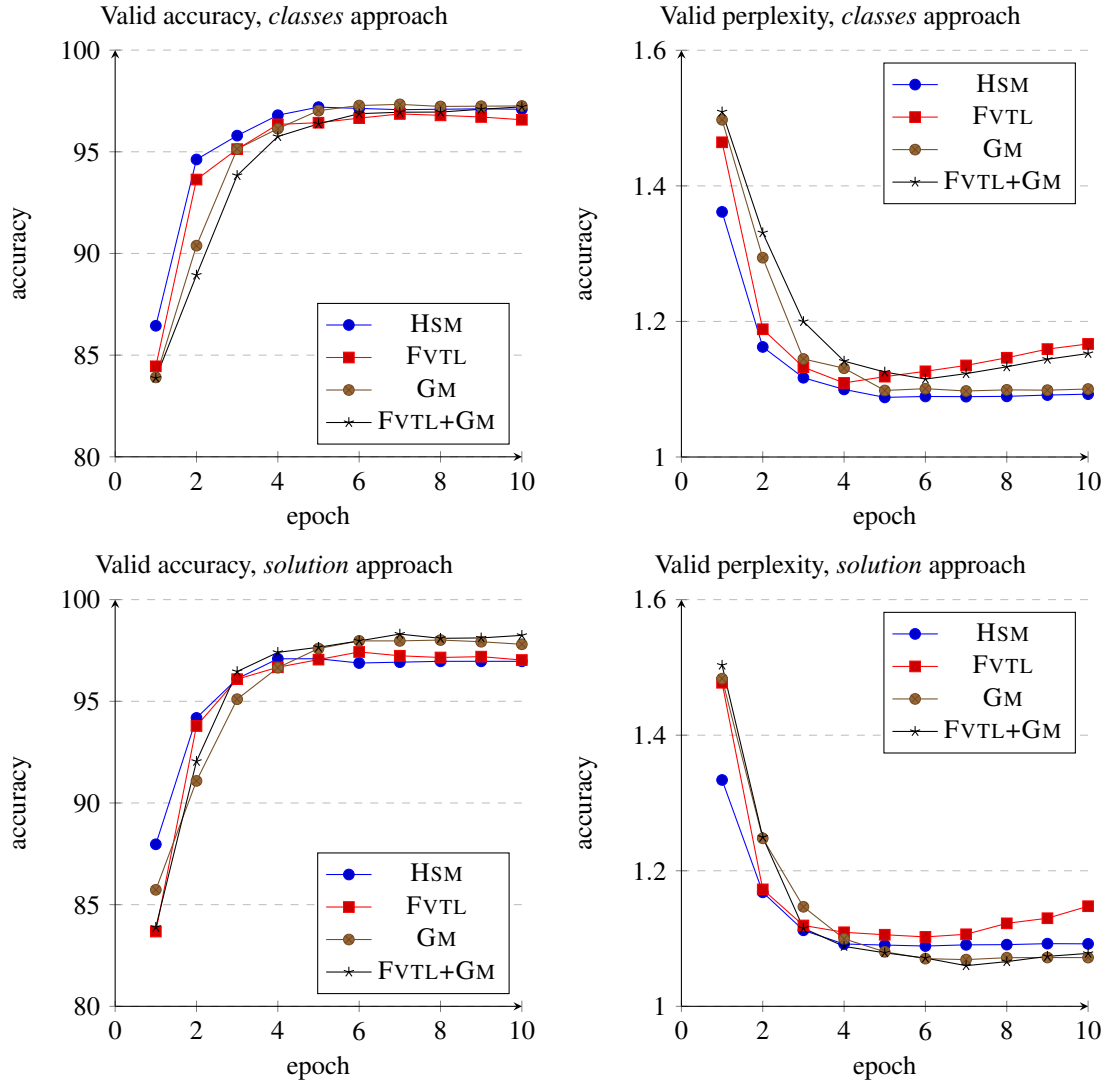 Valid accuracy, classes approach
100
95
90
85
80
0 2 4 6 8 10
accuracy
epoch
HSM
FVTL
GM
FVTL+GM
Valid perplexity, classes approach
1.6
1.4
1.2
1
0 2 4 6 8 10
accuracy
epoch
HSM
FVTL
GM
FVTL+GM
Valid accuracy, solution approach
100
95
90
85
80
0 2 4 6 8 10
accuracy
epoch
HSM
FVTL
GM
FVTL+GM
Valid perplexity, solution approach
1.6
1.4
1.2
1
0 2 4 6 8 10
accuracy
epoch
HSM
FVTL
GM
FVTL+GM